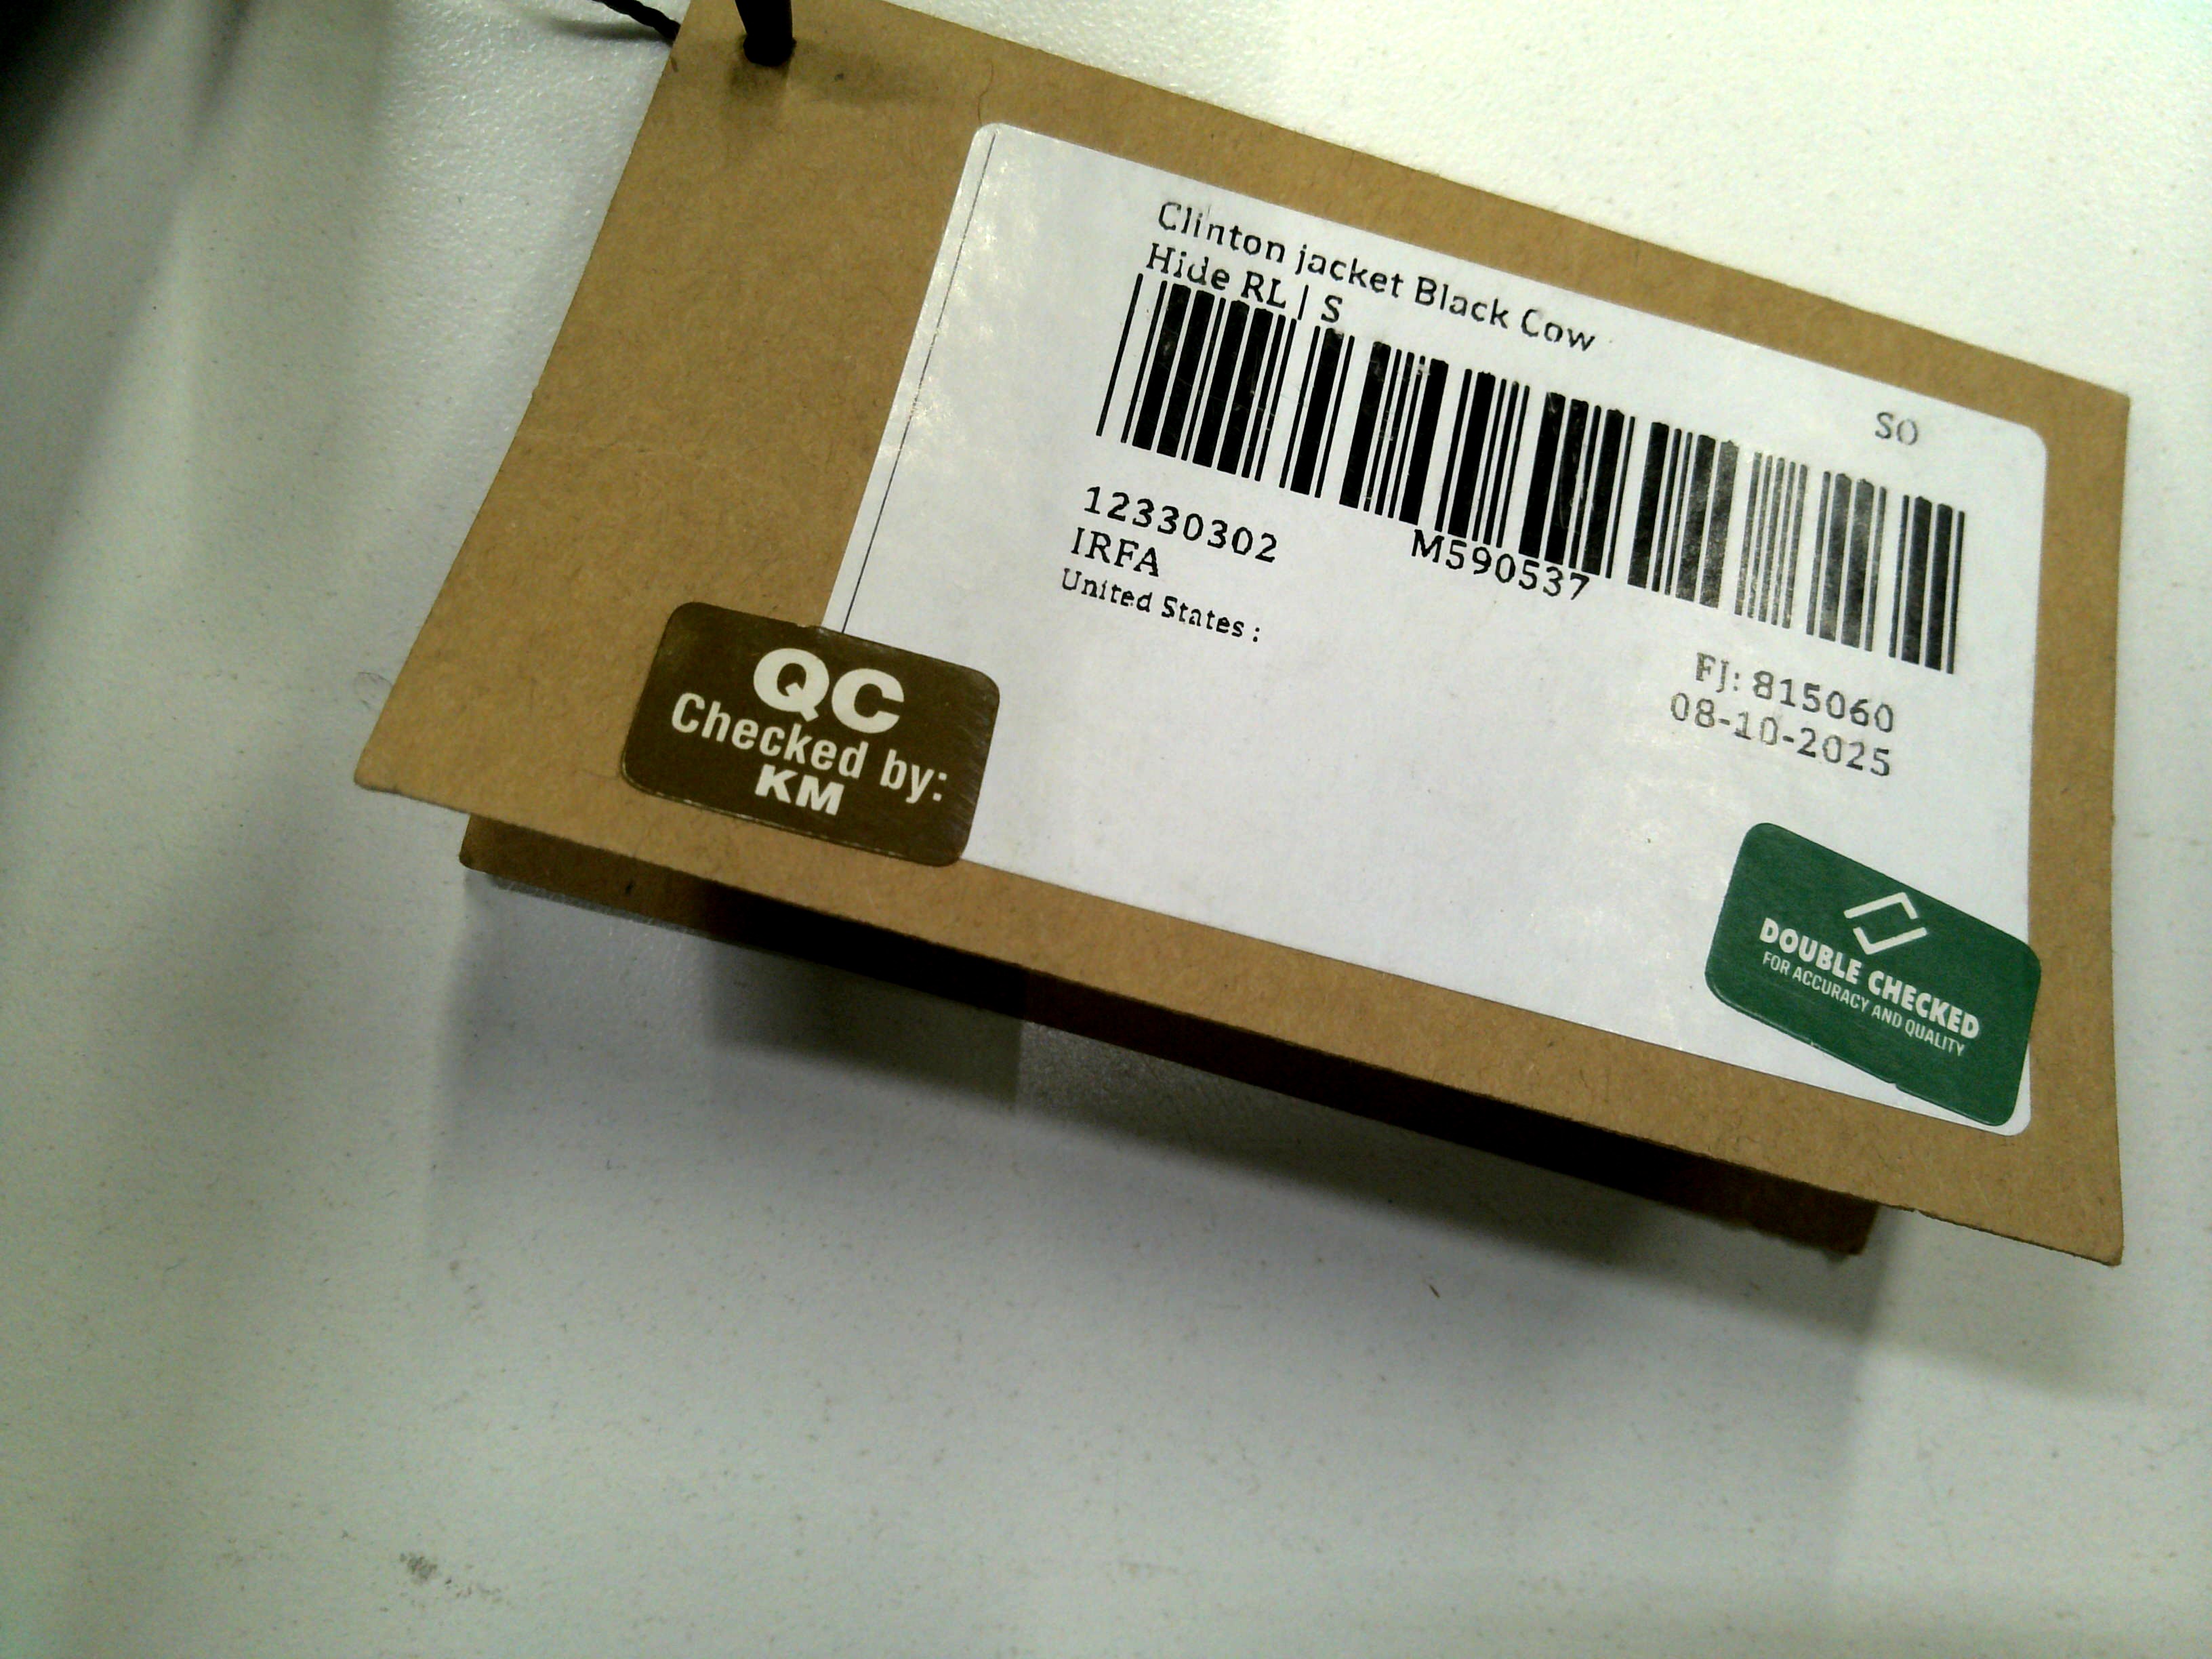 Clinton jacket Black Cow
Hide RL | S
SO
12330302
M590537
IRFA
United States :
FJ: 815060
08-10-2025
QC
Checked by:
KM
DOUBLE CHECKED
FOR ACCURACY AND QUALITY